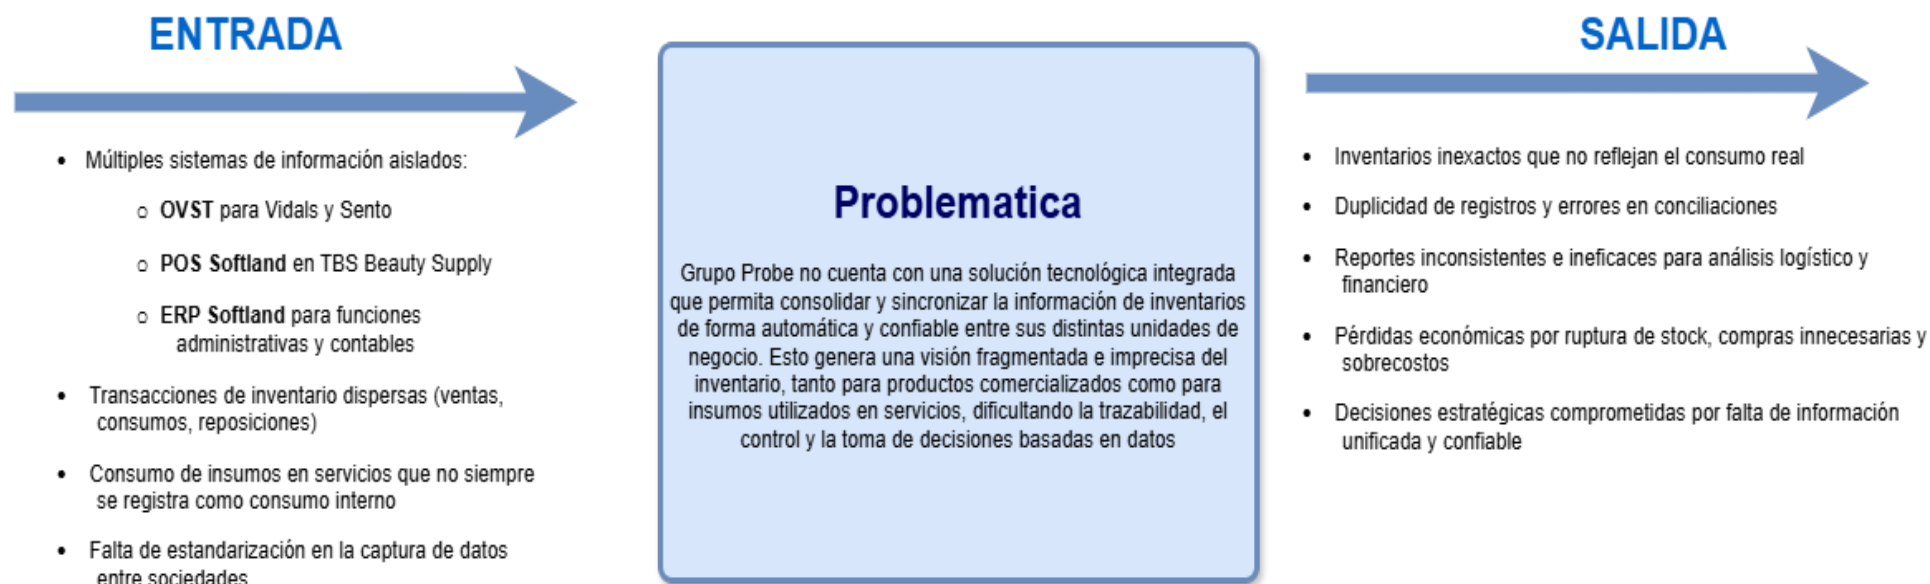 ENTRADA
• Múltiples sistemas de información aislados:
o OVST para Vidals y Sento
o POS Softland en TBS Beauty Supply
o ERP Softland para funciones
administrativas y contables
• Transacciones de inventario dispersas (ventas,
consumos, reposiciones)
• Consumo de insumos en servicios que no siempre
se registra como consumo interno
• Falta de estandarización en la captura de datos
entre sociedades
Problematica
Grupo Probe no cuenta con una solución tecnológica integrada
que permita consolidar y sincronizar la información de inventarios
de forma automática y confiable entre sus distintas unidades de
negocio. Esto genera una visión fragmentada e imprecisa del
inventario, tanto para productos comercializados como para
insumos utilizados en servicios, dificultando la trazabilidad, el
control y la toma de decisiones basadas en datos
SALIDA
• Inventarios inexactos que no reflejan el consumo real
• Duplicidad de registros y errores en conciliaciones
• Reportes inconsistentes e ineficaces para análisis logístico y
financiero
• Pérdidas económicas por ruptura de stock, compras innecesarias y
sobrecostos
• Decisiones estratégicas comprometidas por falta de información
unificada y confiable